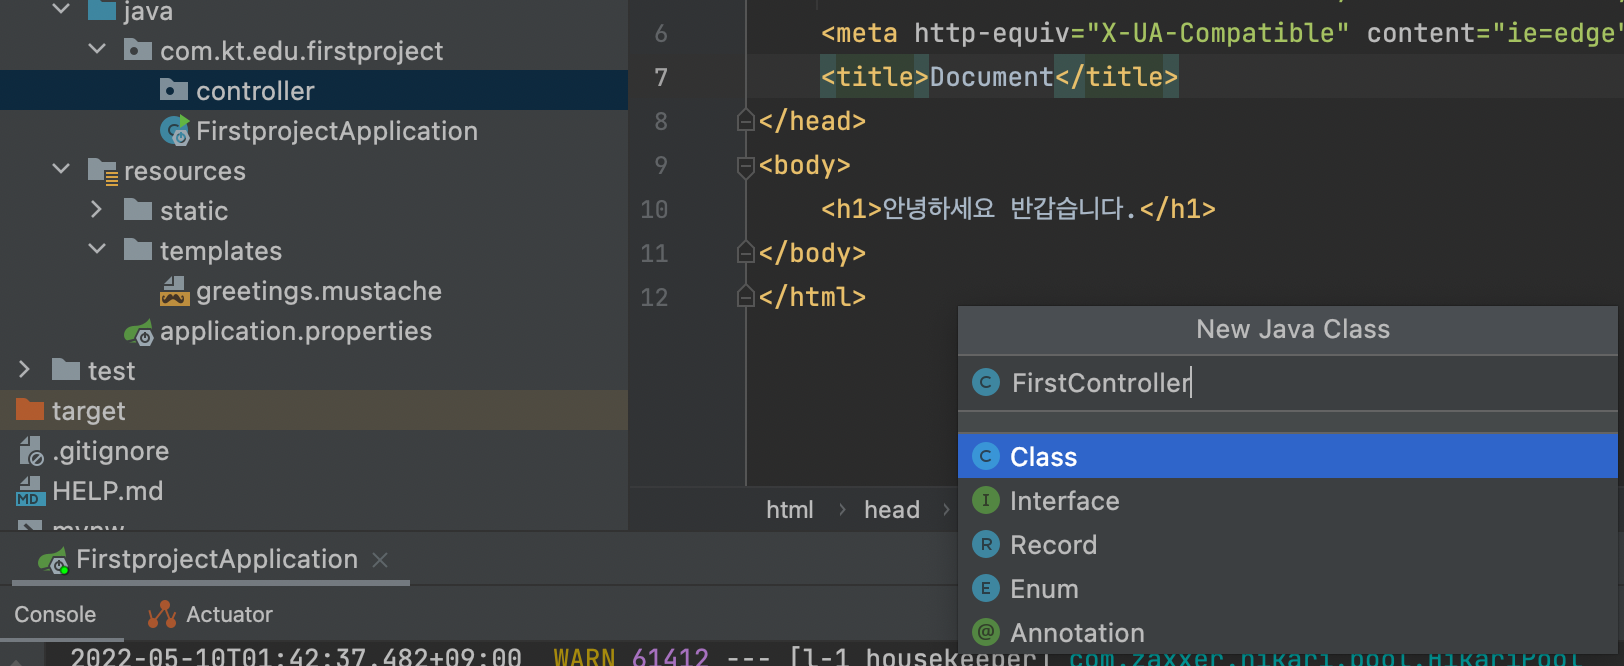 java
com.kt.edu.firstproject
controller
FirstprojectApplication
resources
static
templates
greetings.mustache
application.properties
test
target
.gitignore
MD HELP.md
mvnw
6 <meta http-equiv="X-UA-Compatible" content="ie=edge"
7 <title>Document</title>
8 </head>
9 <body>
10 <h1>안녕하세요 반갑습니다.</h1>
11 </body>
12 </html>
html > head >
New Java Class
C FirstController
C Class
I Interface
R Record
E Enum
@ Annotation
FirstprojectApplication ×
Console Actuator
2022-05-10T01:42:37.482+09:00 WARN 61412 --- [l-1 housekeeper] com.zaxxer.hikari.pool.HikariPool